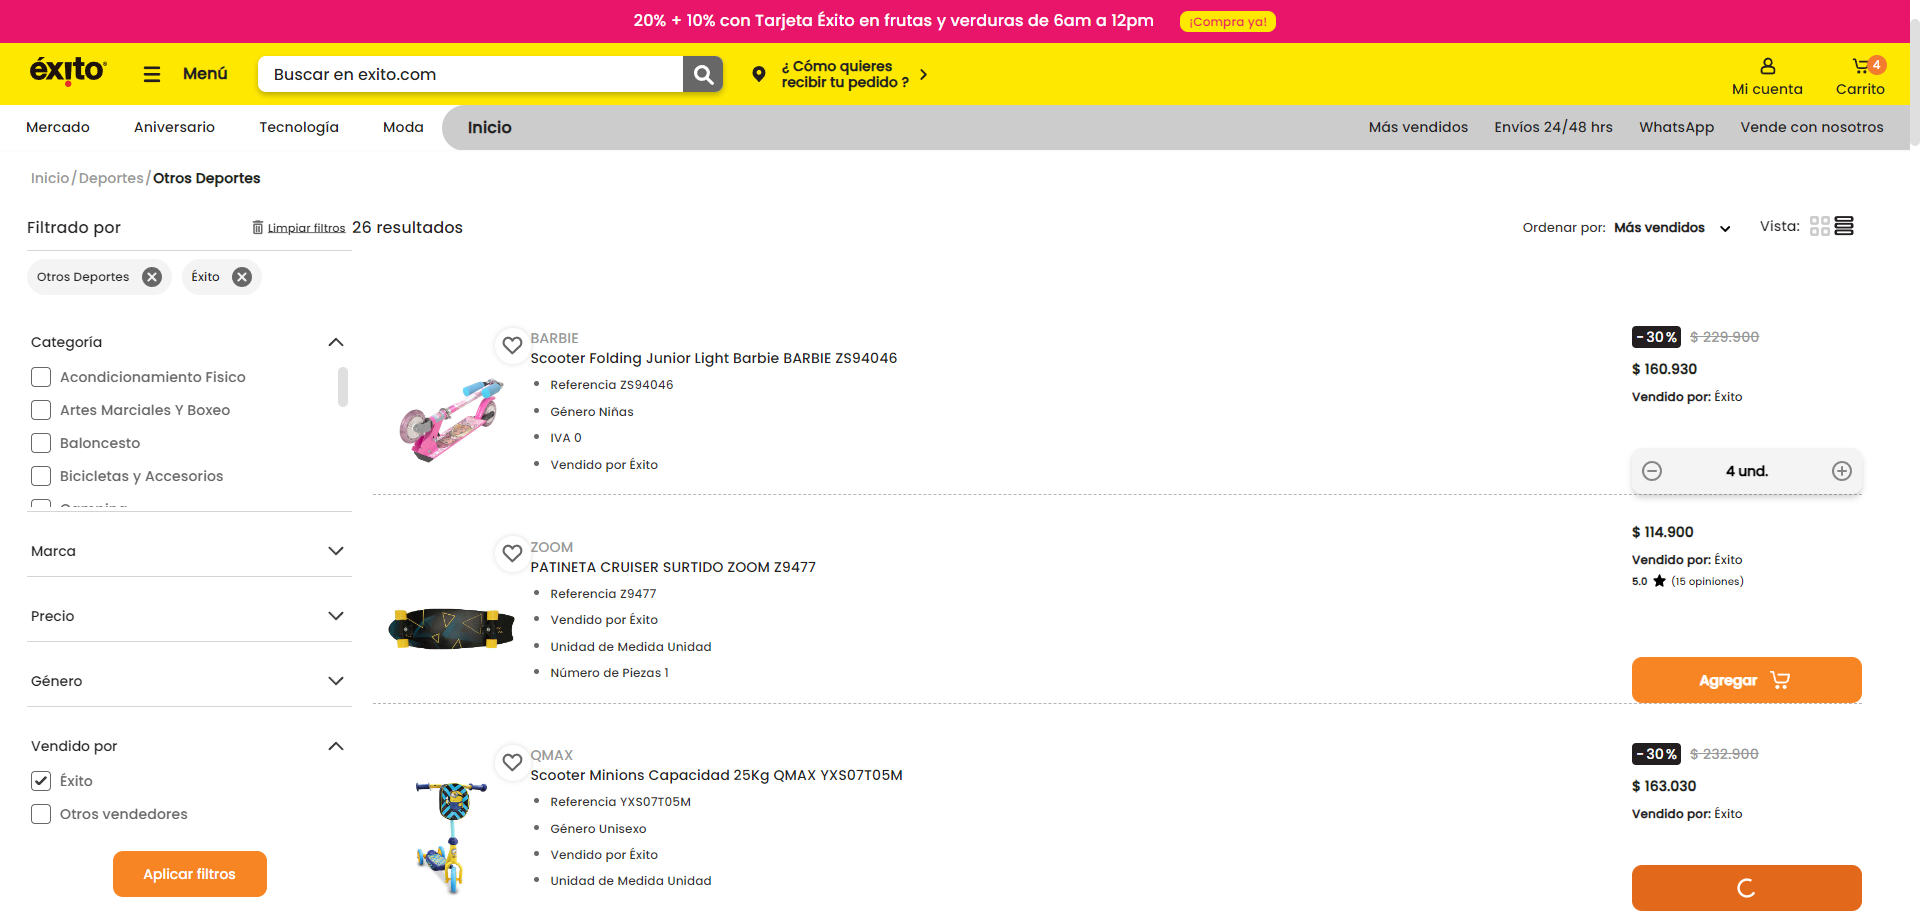 20% + 10% con Tarjeta Éxito en frutas y verduras de 6am a 12pm ¡Compra ya!
éxito Menú Buscar en exito.com ¿ Cómo quieres recibir tu pedido ? Mi cuenta 4 Carrito
Mercado Aniversario Tecnología Moda Inicio Más vendidos Envíos 24/48 hrs WhatsApp Vende con nosotros
Inicio/Deportes/Otros Deportes
Filtrado por Limpiar filtros 26 resultados Ordenar por: Más vendidos Vista:
Otros Deportes Éxito
Categoría
Acondicionamiento Fisico
Artes Marciales Y Boxeo
Baloncesto
Bicicletas y Accesorios
Marca
Precio
Género
Vendido por
Éxito
Otros vendedores
Aplicar filtros
BARBIE
Scooter Folding Junior Light Barbie BARBIE ZS94046
Referencia ZS94046
Género Niñas
IVA 0
Vendido por Éxito
-30% $ 229.900
$ 160.930
Vendido por: Éxito
4 und.
ZOOM
PATINETA CRUISER SURTIDO ZOOM Z9477
Referencia Z9477
Vendido por Éxito
Unidad de Medida Unidad
Número de Piezas 1
$ 114.900
Vendido por: Éxito
5.0 (15 opiniones)
Agregar
QMAX
Scooter Minions Capacidad 25Kg QMAX YXS07T05M
Referencia YXS07T05M
Género Unisexo
Vendido por Éxito
Unidad de Medida Unidad
-30% $ 232.900
$ 163.030
Vendido por: Éxito